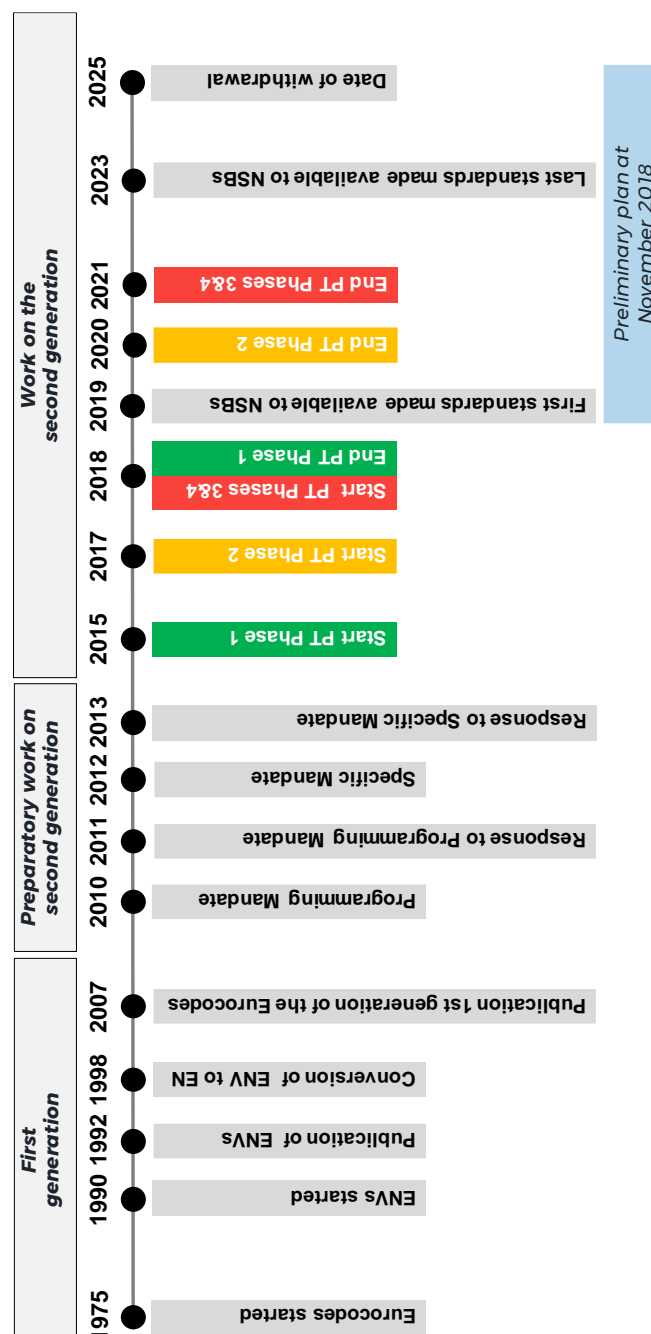 2025
Date of withdrawal
2023
Last standards made available to NSBs
2021
End PT Phases 3&4
2020
End PT Phase 2
2019
First standards made available to NSBs
2018
End PT Phase 1
Start PT Phases 3&4
2017
Start PT Phase 2
2015
Start PT Phase 1
Work on the
second generation
Preliminary plan at
November 2018
2013
Response to Specific Mandate
2012
Specific Mandate
2011
Response to Programming Mandate
2010
Programming Mandate
Preparatory work on
second generation
2007
Publication 1st generation of the Eurocodes
1998
Conversion of ENV to EN
1992
Publication of ENVs
1990
ENVs started
1975
Eurocodes started
First
generation